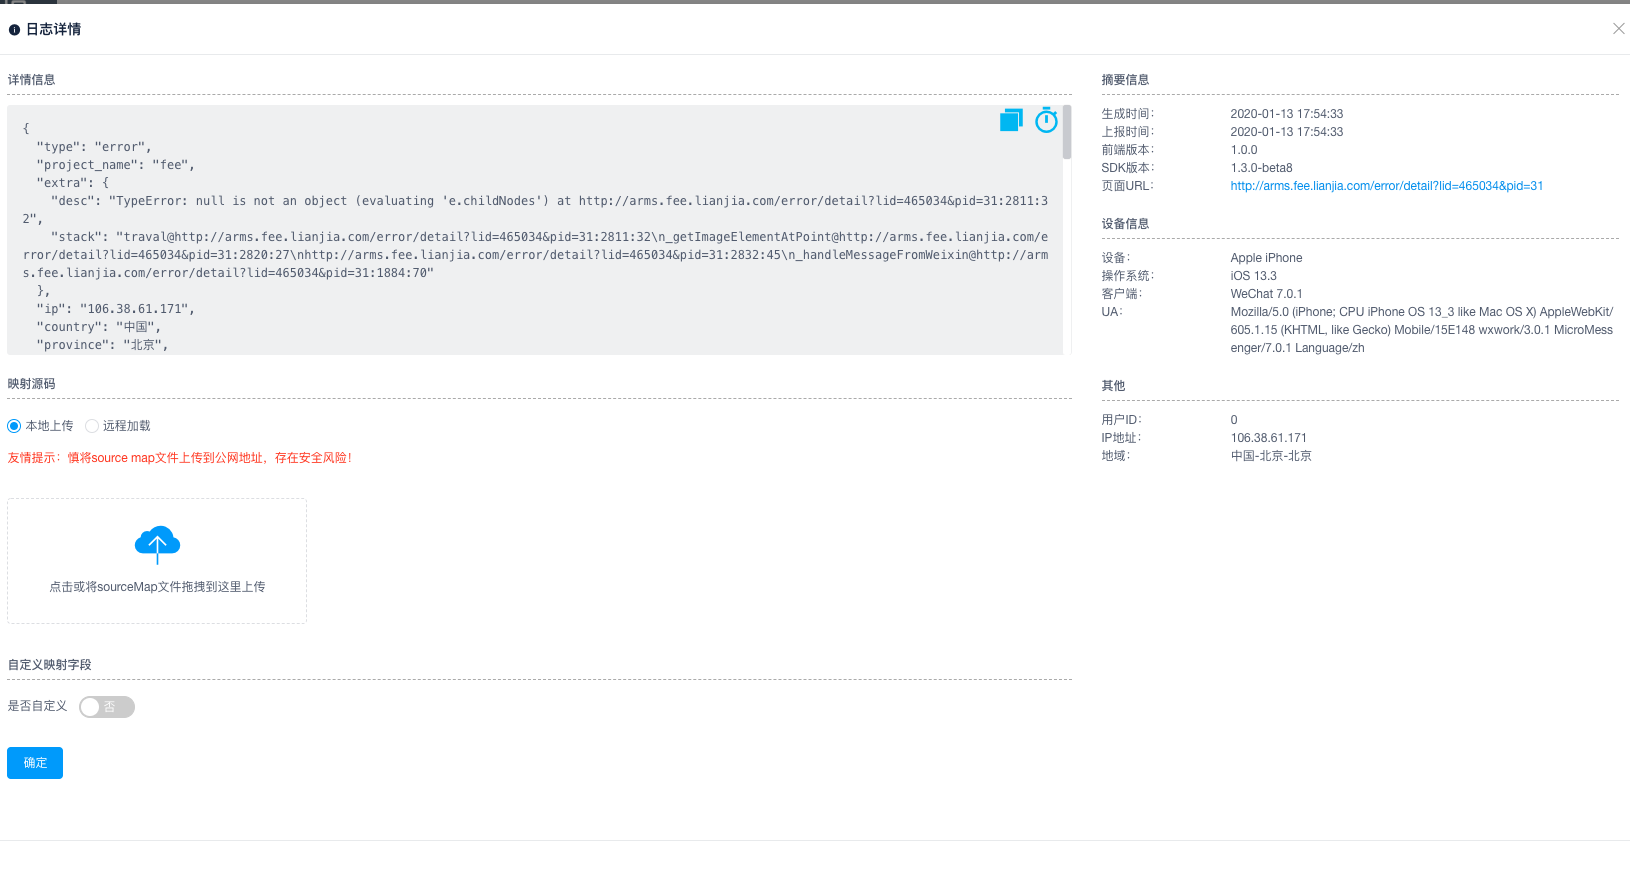 日志详情
详情信息
{
"type": "error",
"project_name": "fee",
"extra": {
"desc": "TypeError: null is not an object (evaluating 'e.childNodes') at http://arms.fee.lianjia.com/error/detail?lid=465034&pid=31:2811:3
2",
"stack": "traval@http://arms.fee.lianjia.com/error/detail?lid=465034&pid=31:2811:32\n_getImageElementAtPoint@http://arms.fee.lianjia.com/e
rror/detail?lid=465034&pid=31:2820:27\nhttp://arms.fee.lianjia.com/error/detail?lid=465034&pid=31:2832:45\n_handleMessageFromWeixin@http://arm
s.fee.lianjia.com/error/detail?lid=465034&pid=31:1884:70"
},
"ip": "106.38.61.171",
"country": "中国",
"province": "北京",
映射源码
本地上传 远程加载
友情提示：慎将source map文件上传到公网地址，存在安全风险！
点击或将sourceMap文件拖拽到这里上传
自定义映射字段
是否自定义 否
确定
摘要信息
生成时间： 2020-01-13 17:54:33
上报时间： 2020-01-13 17:54:33
前端版本： 1.0.0
SDK版本： 1.3.0-beta8
页面URL： http://arms.fee.lianjia.com/error/detail?lid=465034&pid=31
设备信息
设备： Apple iPhone
操作系统： iOS 13.3
客户端： WeChat 7.0.1
UA： Mozilla/5.0 (iPhone; CPU iPhone OS 13_3 like Mac OS X) AppleWebKit/
605.1.15 (KHTML, like Gecko) Mobile/15E148 wxwork/3.0.1 MicroMess
enger/7.0.1 Language/zh
其他
用户ID： 0
IP地址： 106.38.61.171
地域： 中国-北京-北京